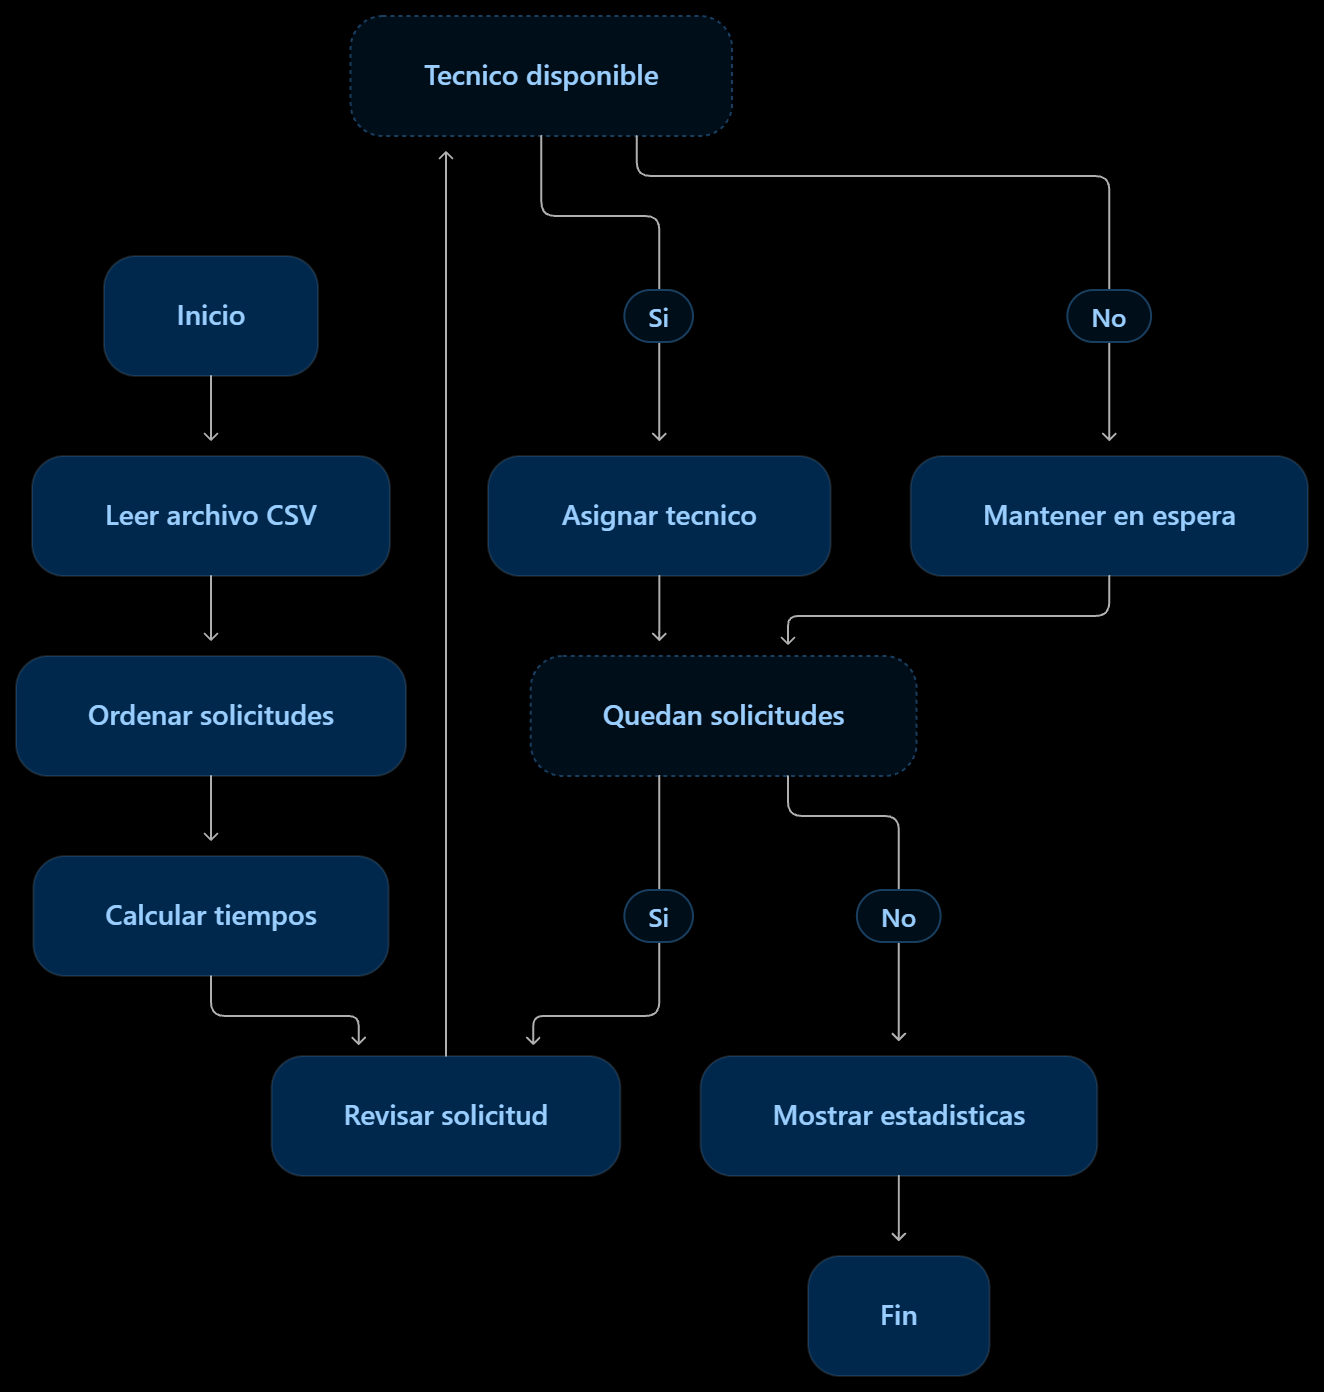 Tecnico disponible
Inicio
Si
No
Leer archivo CSV
Asignar tecnico
Mantener en espera
Ordenar solicitudes
Quedan solicitudes
Calcular tiempos
Si
No
Revisar solicitud
Mostrar estadisticas
Fin